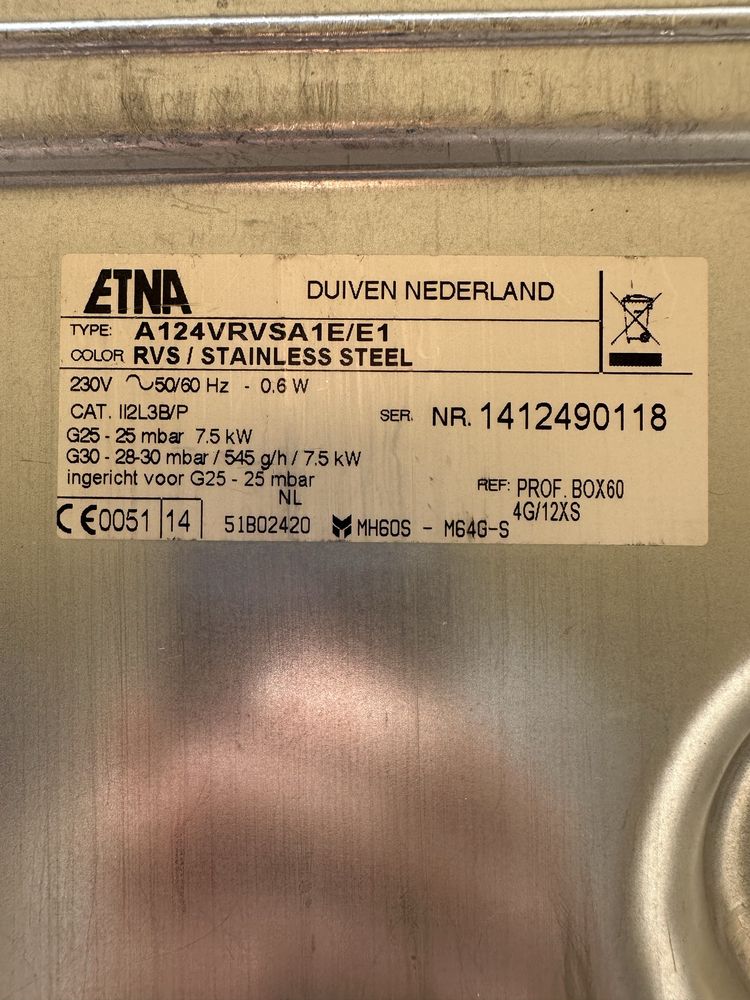 ETNA DUIVEN NEDERLAND
TYPE: A124VRVSA1E/E1
COLOR RVS / STAINLESS STEEL
230V ~50/60 Hz - 0.6 W
CAT. II2L3B/P SER. NR. 1412490118
G25 - 25 mbar 7.5 kW
G30 - 28-30 mbar / 545 g/h / 7.5 kW
ingericht voor G25 - 25 mbar REF: PROF. BOX60
NL 4G/12XS
CE0051 14 51B02420 MH60S - M64G-S